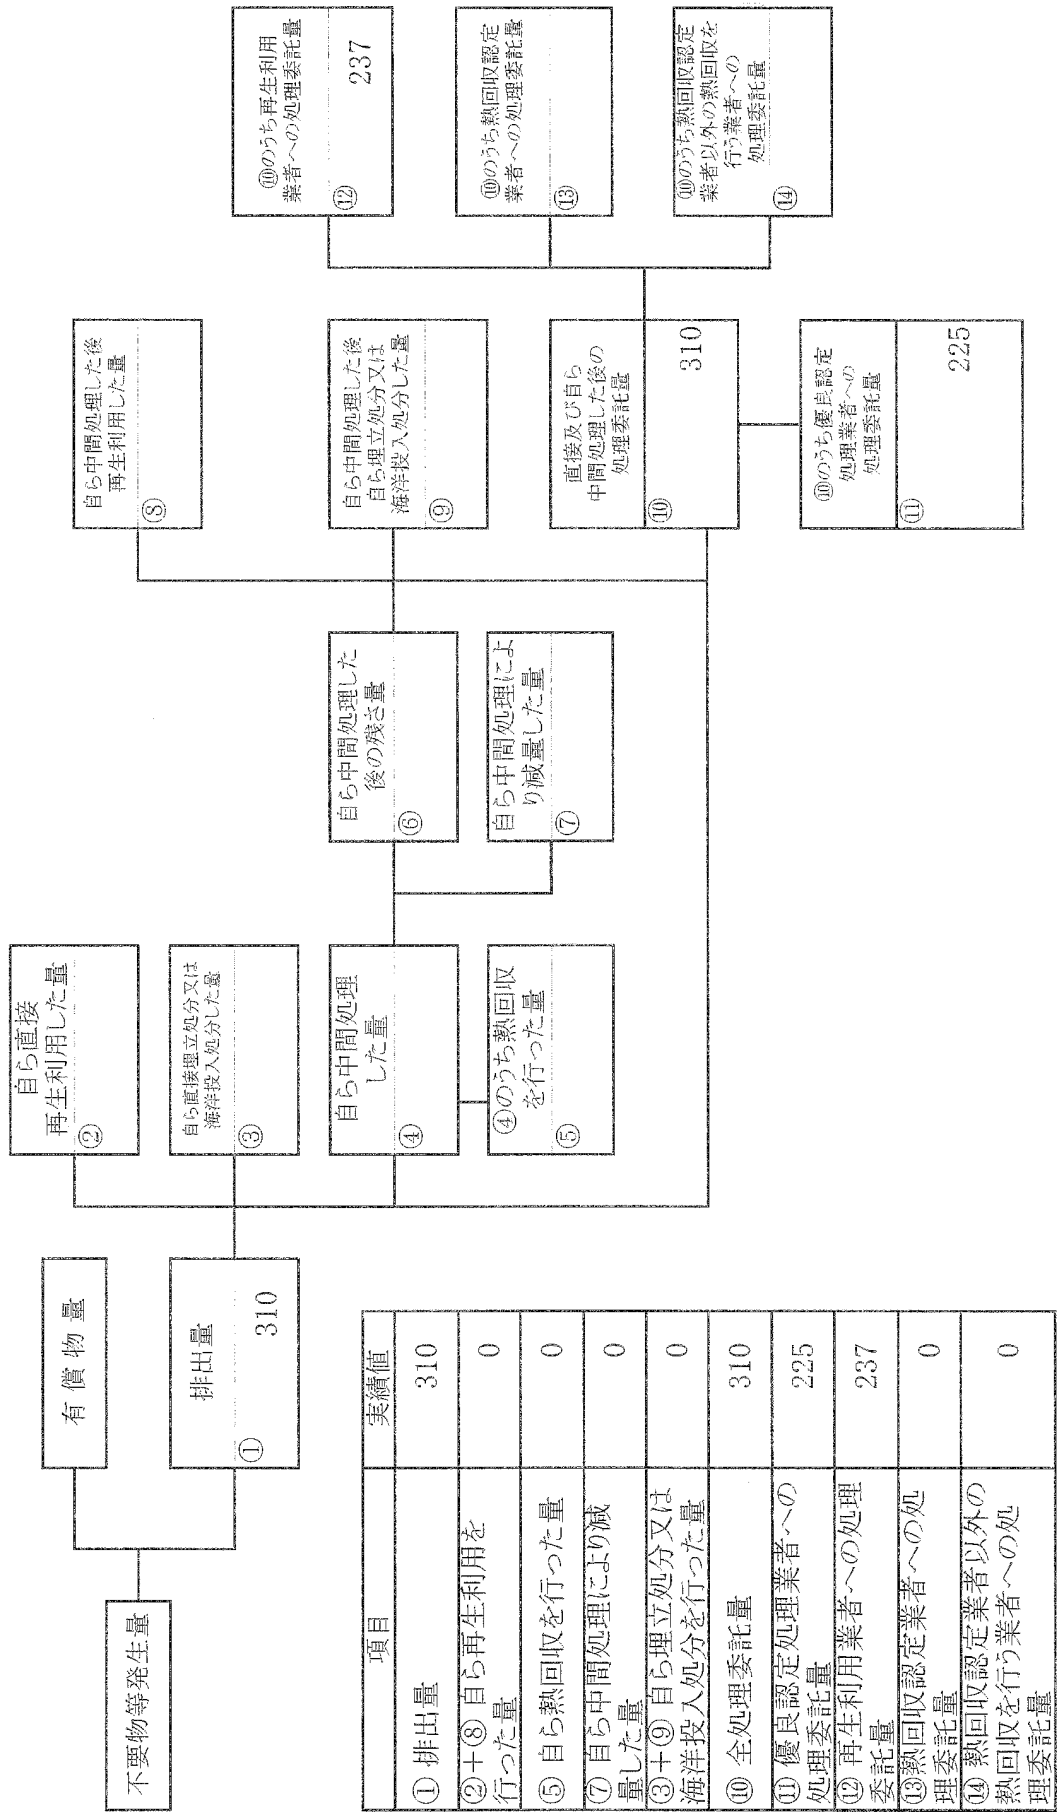 不要物等発生量
有償物量
排出量
①
310
自ら直接
再生利用した量
②
自ら直接埋立処分又は
海洋投入処分した量
③
自ら中間処理
した量
④
④のうち熱回収
を行った量
⑤
自ら中間処理した
後の残さ量
⑥
自ら中間処理によ
り減量した量
⑦
自ら中間処理した後
再生利用した量
⑧
自ら中間処理した後
自ら埋立処分又は
海洋投入処分した量
⑨
直接及び自ら
中間処理した後の
処理委託量
⑩
310
⑩のうち優良認定
処理業者への
処理委託量
⑪
225
⑩のうち再生利用
業者への処理委託量
⑫
237
⑩のうち熱回収認定
業者への処理委託量
⑬
⑩のうち熱回収認定
業者以外の熱回収を
行う業者への
処理委託量
⑭
項目 実績値
① 排出量 310
②＋⑧ 自ら再生利用を
行った量 0
⑤ 自ら熱回収を行った量 0
⑦ 自ら中間処理により減
量した量 0
③＋⑨ 自ら埋立処分又は
海洋投入処分を行った量 0
⑩ 全処理委託量 310
⑪ 優良認定処理業者への
処理委託量 225
⑫ 再生利用業者への処理
委託量 237
⑬熱回収認定業者への処
理委託量 0
⑭ 熱回収認定業者以外の
熱回収を行う業者への処
理委託量 0